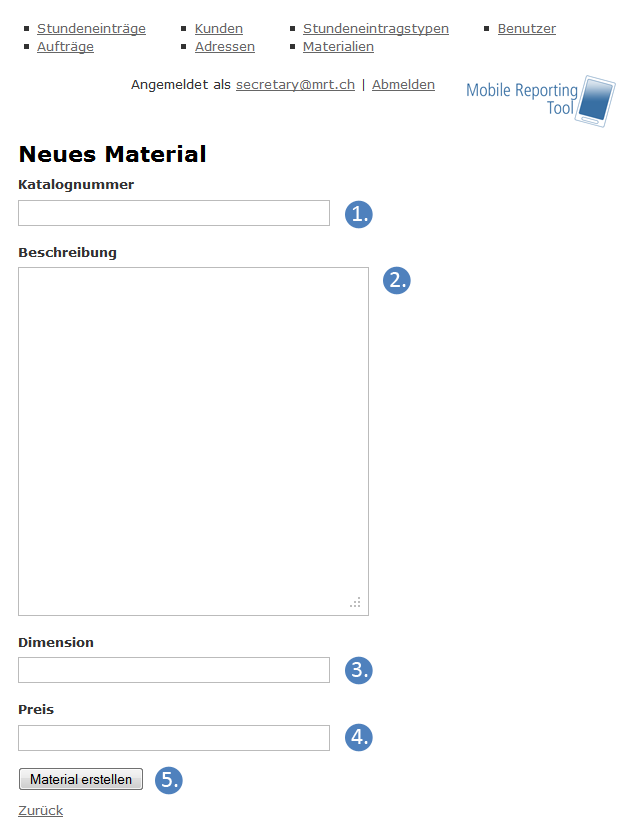 Stundeneinträge Kunden Stundeneintragstypen Benutzer
Aufträge Adressen Materialien
Angemeldet als secretary@mrt.ch | Abmelden
Mobile Reporting
Tool
Neues Material
Katalognummer
1.
Beschreibung
2.
Dimension
3.
Preis
4.
Material erstellen 5.
Zurück